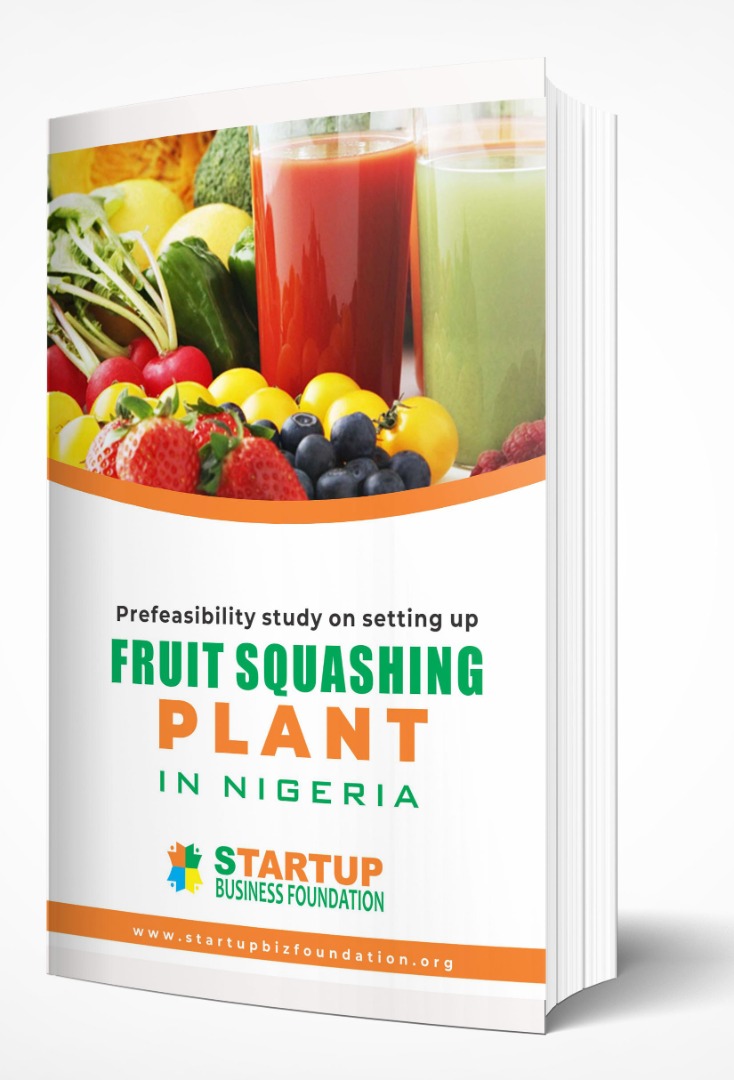 Prefeasibility study on setting up
FRUIT SQUASHING
PLANT
IN NIGERIA
STARTUP
BUSINESS FOUNDATION
www.startupbizfoundation.org